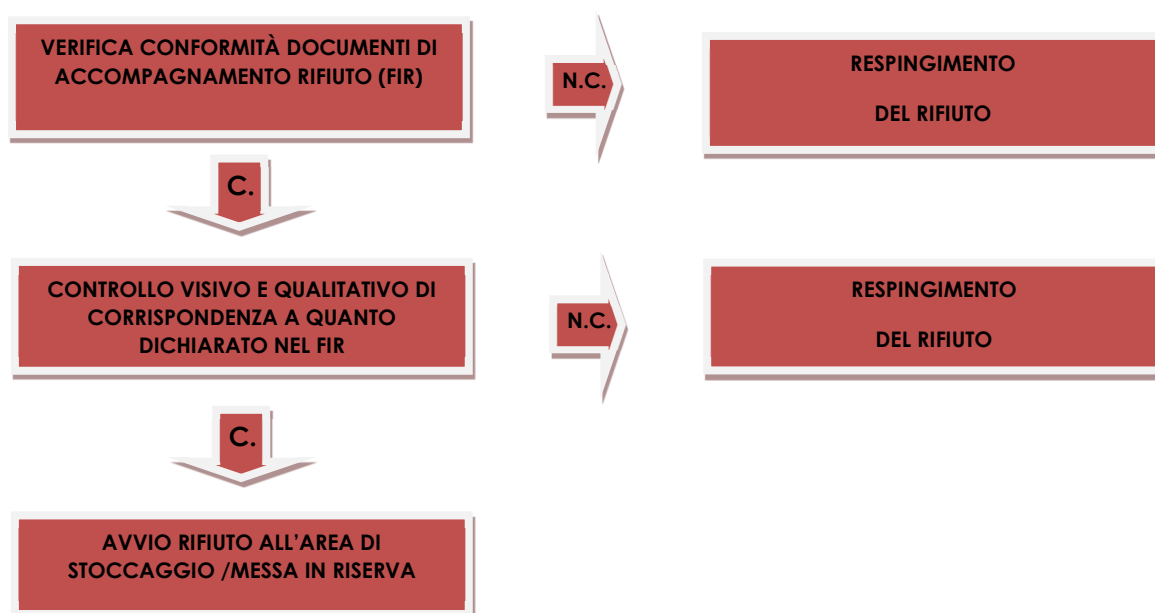 VERIFICA CONFORMITÀ DOCUMENTI DI
ACCOMPAGNAMENTO RIFIUTO (FIR)
N.C.
RESPINGIMENTO
DEL RIFIUTO
C.
CONTROLLO VISIVO E QUALITATIVO DI
CORRISPONDENZA A QUANTO
DICHIARATO NEL FIR
N.C.
RESPINGIMENTO
DEL RIFIUTO
C.
AVVIO RIFIUTO ALL’AREA DI
STOCCAGGIO /MESSA IN RISERVA